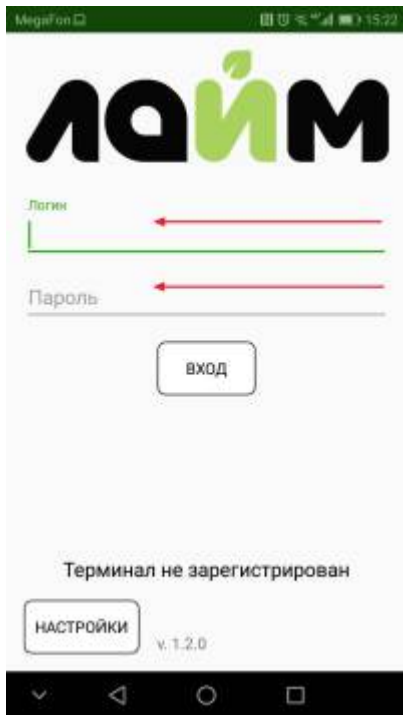 MegaFon
15:22
лайм
Логин
Пароль
ВХОД
Терминал не зарегистрирован
НАСТРОЙКИ
v. 1.2.0